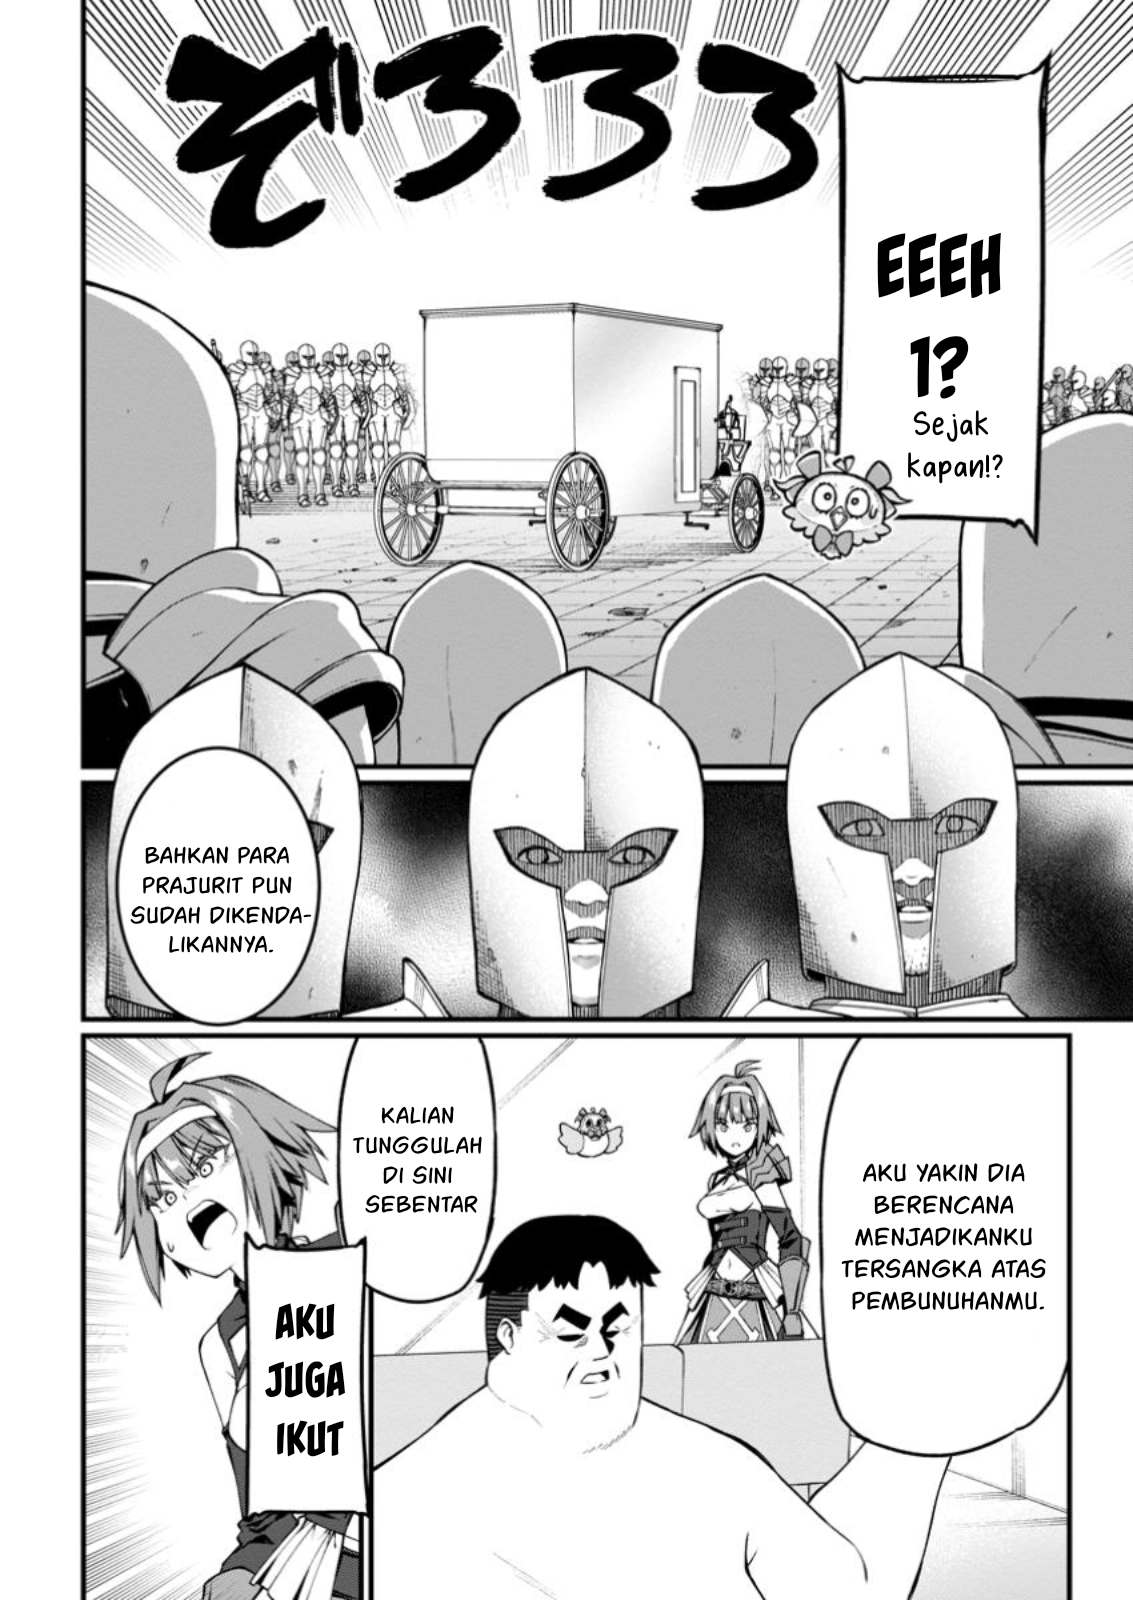 ぞろろろ
EEEH
1?
Sejak
kapan!?
BAHKAN PARA
PRAJURIT PUN
SUDAH DIKENDA-
LIKANNYA.
AKU YAKIN DIA
BERENCANA
MENJADIKANKU
TERSANGKA ATAS
PEMBUNUHANMU.
KALIAN
TUNGGULAH
DI SINI
SEBENTAR
AKU
JUGA
IKUT